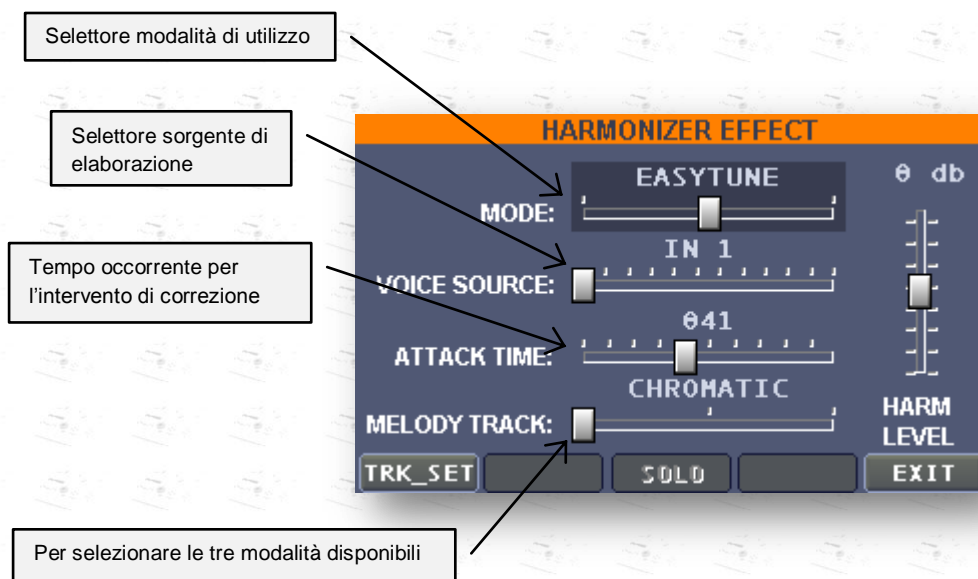 Selettore modalità di utilizzo
Selettore sorgente di
elaborazione
Tempo occorrente per
l'intervento di correzione
Per selezionare le tre modalità disponibili
HARMONIZER EFFECT
EASYTUNE
MODE:
0 db
IN 1
VOICE SOURCE:
041
ATTACK TIME:
CHROMATIC
MELODY TRACK:
HARM
LEVEL
TRK_SET
SOLO
EXIT